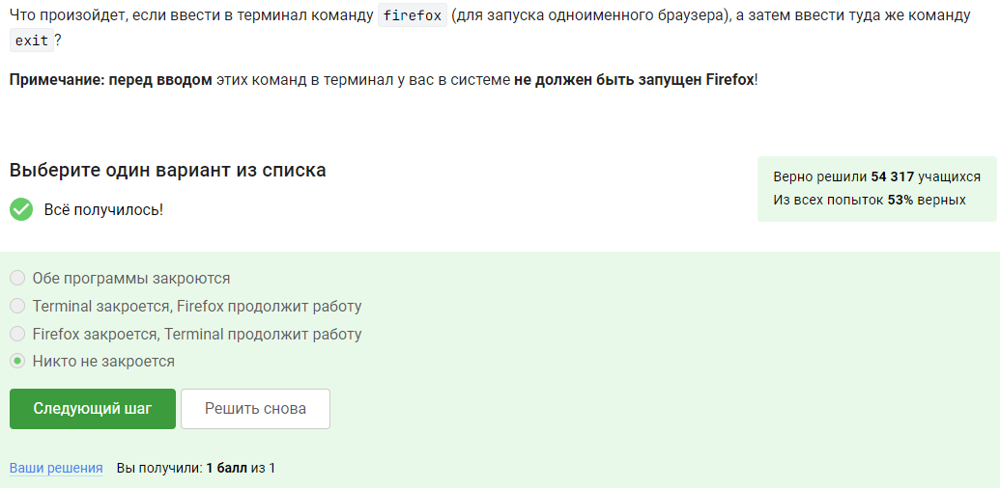 Что произойдет, если ввести в терминал команду firefox (для запуска одноименного браузера), а затем ввести туда же команду
exit ?
Примечание: перед вводом этих команд в терминал у вас в системе не должен быть запущен Firefox!
Выберите один вариант из списка
Всё получилось!
Верно решили 54 317 учащихся
Из всех попыток 53% верных
Обе программы закроются
Terminal закроется, Firefox продолжит работу
Firefox закроется, Terminal продолжит работу
Никто не закроется
Следующий шаг
Решить снова
Ваши решения Вы получили: 1 балл из 1